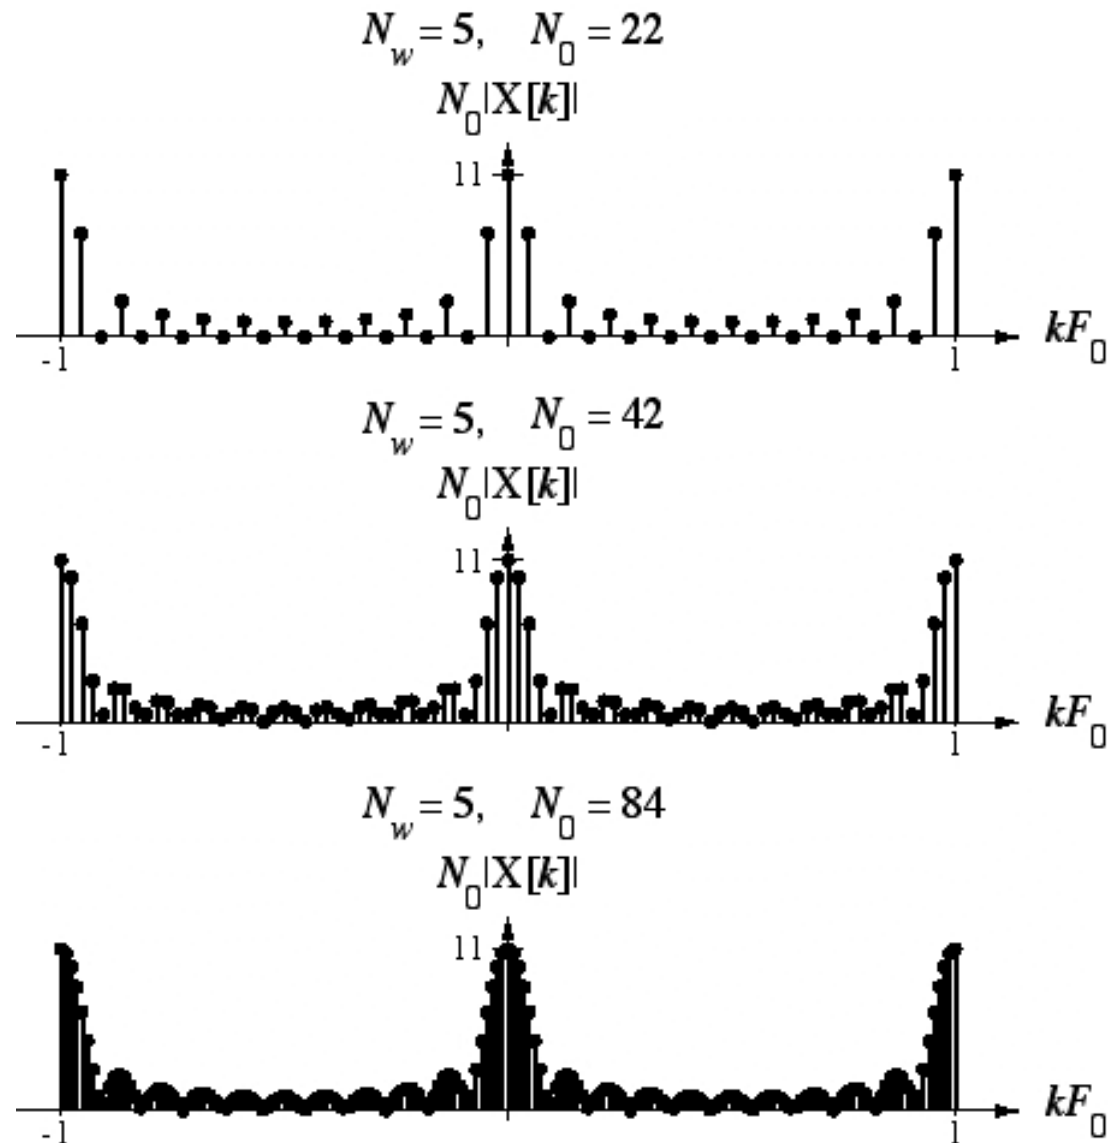 N_w = 5, N_0 = 22
N_0|X[k]|
11
kF_0
-1 1
N_w = 5, N_0 = 42
N_0|X[k]|
11
kF_0
-1 1
N_w = 5, N_0 = 84
N_0|X[k]|
11
kF_0
-1 1